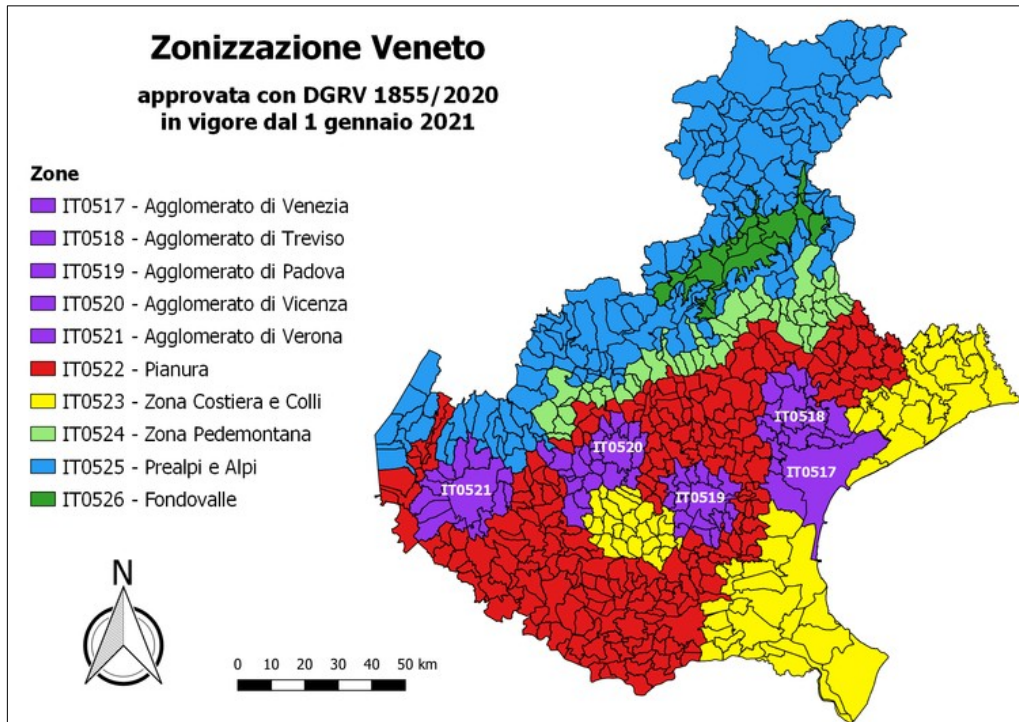 Zonizzazione Veneto
approvata con DGRV 1855/2020
in vigore dal 1 gennaio 2021
Zone
IT0517 - Agglomerato di Venezia
IT0518 - Agglomerato di Treviso
IT0519 - Agglomerato di Padova
IT0520 - Agglomerato di Vicenza
IT0521 - Agglomerato di Verona
IT0522 - Pianura
IT0523 - Zona Costiera e Colli
IT0524 - Zona Pedemontana
IT0525 - Prealpi e Alpi
IT0526 - Fondovalle
IT0518
IT0520
IT0517
IT0521
IT0519
N
0 10 20 30 40 50 km